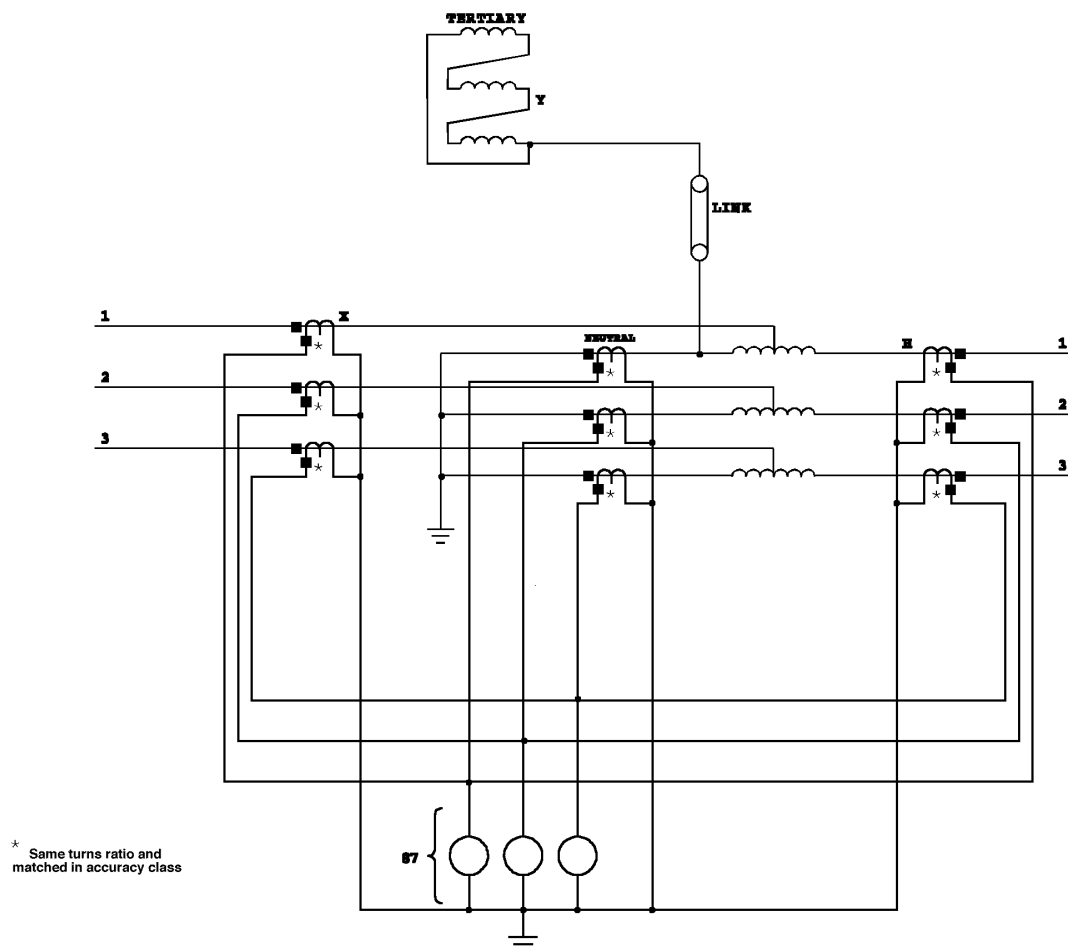 TERTIARY
Y
LINK
1
X
NEUTRAL
H
1
*
*
*
2
2
*
*
*
3
3
*
*
*
87
*
Same turns ratio and
matched in accuracy class